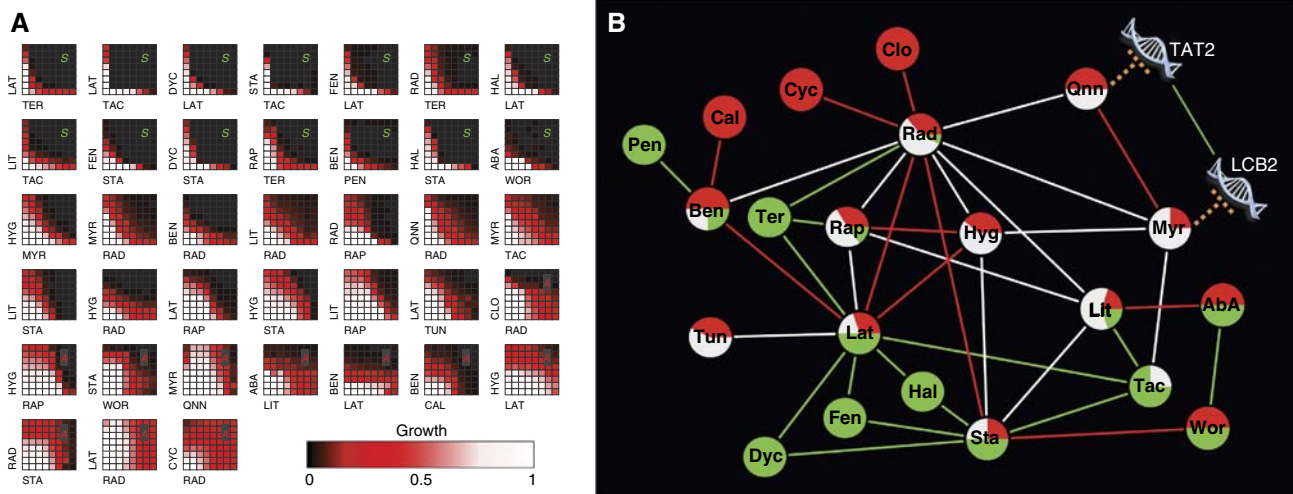 A
LAT S TER
LAT S TAC
DYC S LAT
STA S TAC
FEN S LAT
RAD S TER
HAL S LAT
LIT S TAC
FEN S STA
DYC S STA
RAP S TER
BEN S PEN
HAL S STA
ABA S WOR
HYG MYR
MYR RAD
BEN RAD
LIT RAD
RAD RAP
QNN RAD
MYR TAC
LIT STA
HYG RAD
LAT RAP
HYG STA
LIT RAP
LAT TUN
CLO A RAD
HYG A RAP
STA A WOR
MYR A QNN
ABA A LIT
BEN A LAT
BEN A CAL
HYG A LAT
RAD A STA
LAT A RAD
CYC A RAD
Growth
0 0.5 1
B
Clo
TAT2
Cyc
Qnn
Cal
Rad
Pen
LCB2
Ben
Ter
Rap
Hyg
Myr
Lit
AbA
Tun
Lat
Tac
Hal
Fen
Sta
Wor
Dyc